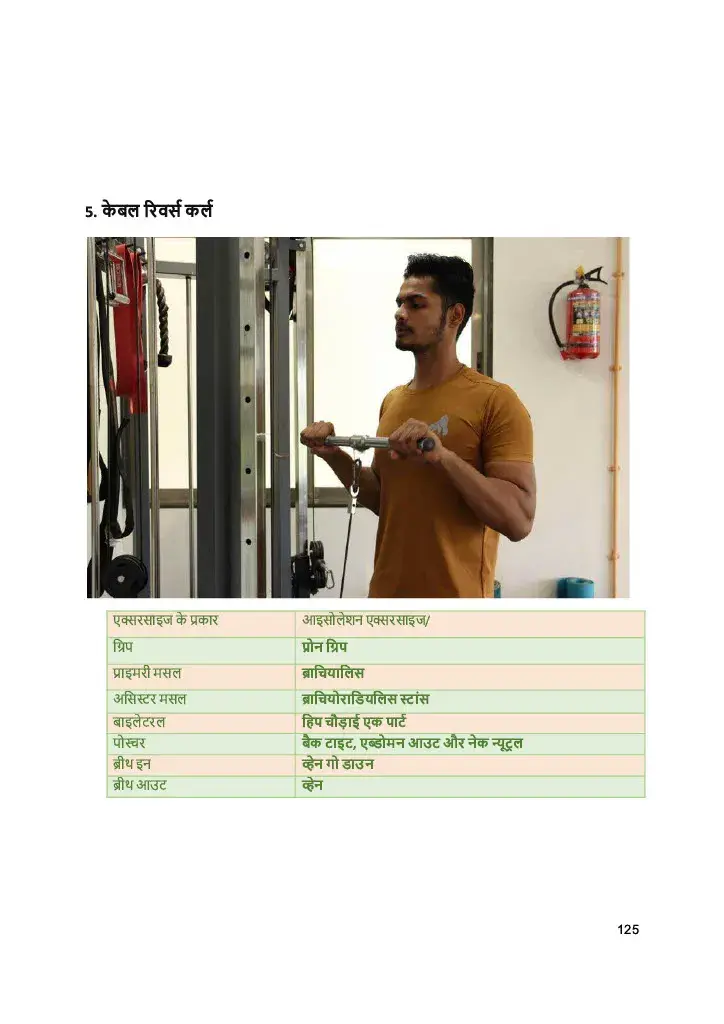 5. केबल रिवर्स कर्ल
एक्सरसाइज के प्रकार आइसोलेशन एक्सरसाइज/
ग्रिप प्रोन ग्रिप
प्राइमरी मसल ब्राचियालिस
असिस्टर मसल ब्राचियोराडियलिस स्टांस
बाइलेटरल हिप चौड़ाई एक पार्ट
पोस्चर बैक टाइट, एब्डोमन आउट और नेक न्यूट्रल
ब्रीथ इन व्हेन गो डाउन
ब्रीथ आउट व्हेन
125